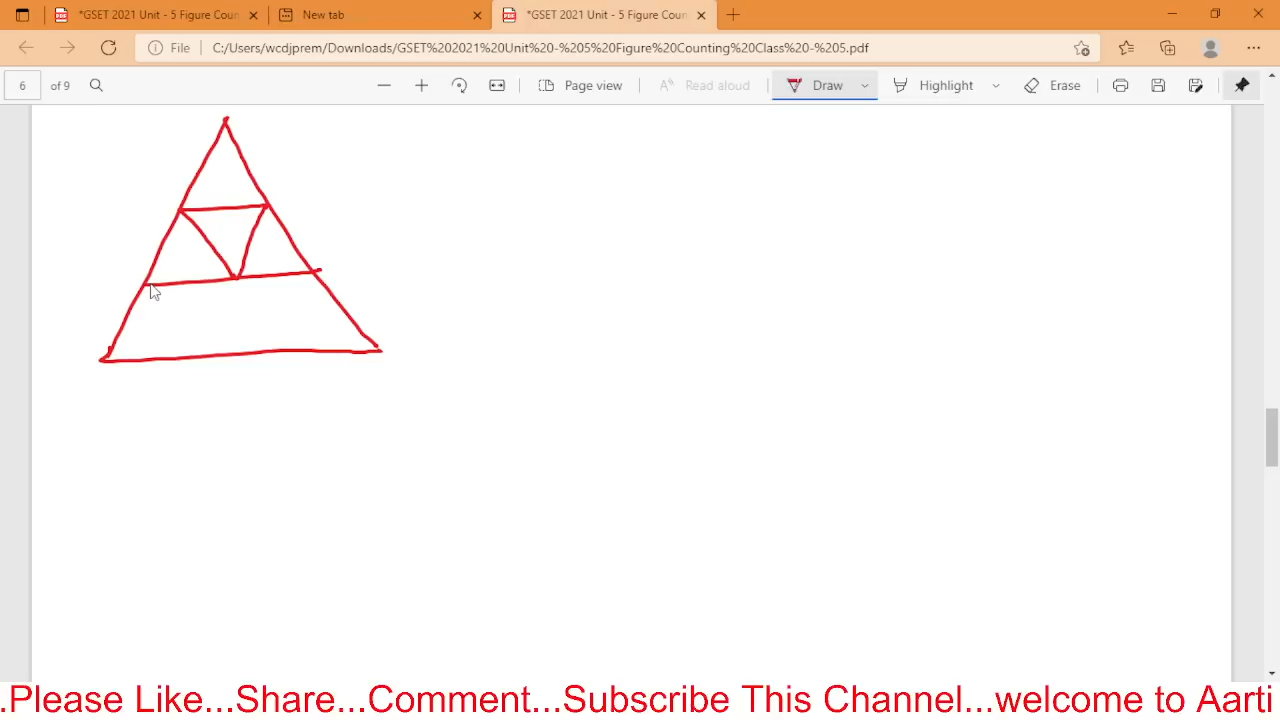 *GSET 2021 Unit - 5 Figure Coun
New tab
*GSET 2021 Unit - 5 Figure Coun
File
C:/Users/wcdjprem/Downloads/GSET%202021%20Unit%20-%205%20Figure%20Counting%20Class%20-%205.pdf
6 of 9
Page view
Read aloud
Draw
Highlight
Erase
.Please Like...Share...Comment...Subscribe This Channel...welcome to Aarti